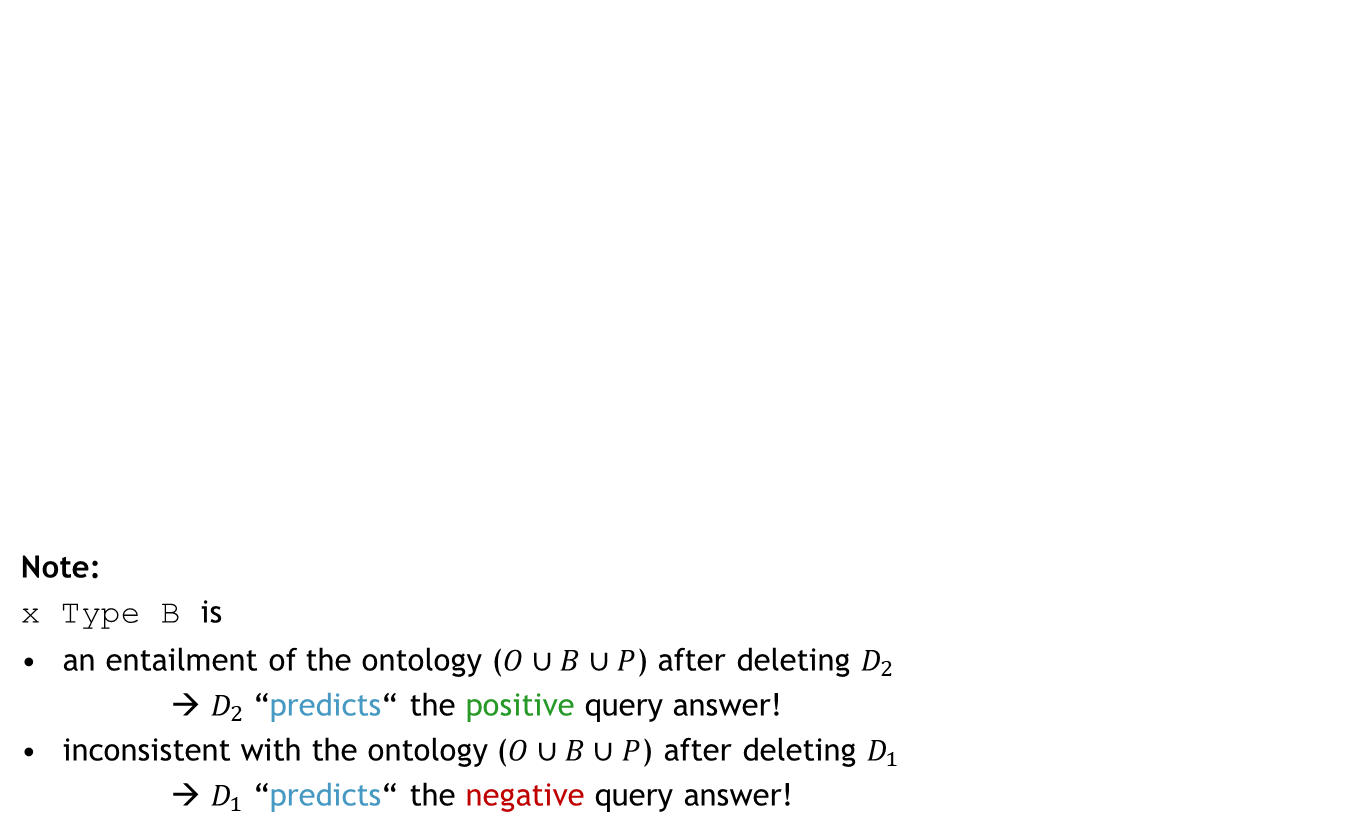 Note:
x Type B is
• an entailment of the ontology (O ∪ B ∪ P) after deleting D₂
→ D₂ “predicts“ the positive query answer!
• inconsistent with the ontology (O ∪ B ∪ P) after deleting D₁
→ D₁ “predicts“ the negative query answer!